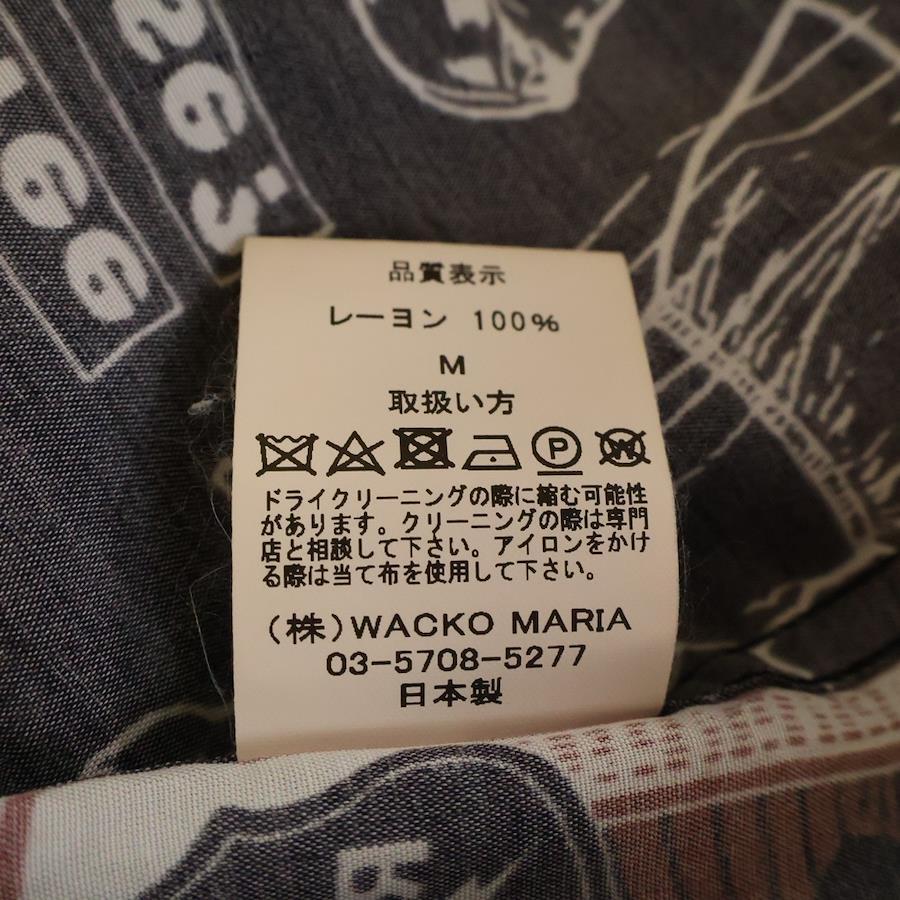 26'S
GG
品質表示
レーヨン 100%
M
取扱い方
P W
ドライクリーニングの際に縮む可能性
があります。クリーニングの際は専門
店と相談して下さい。アイロンをかけ
る際は当て布を使用して下さい。
(株)WACKO MARIA
03-5708-5277
日本製